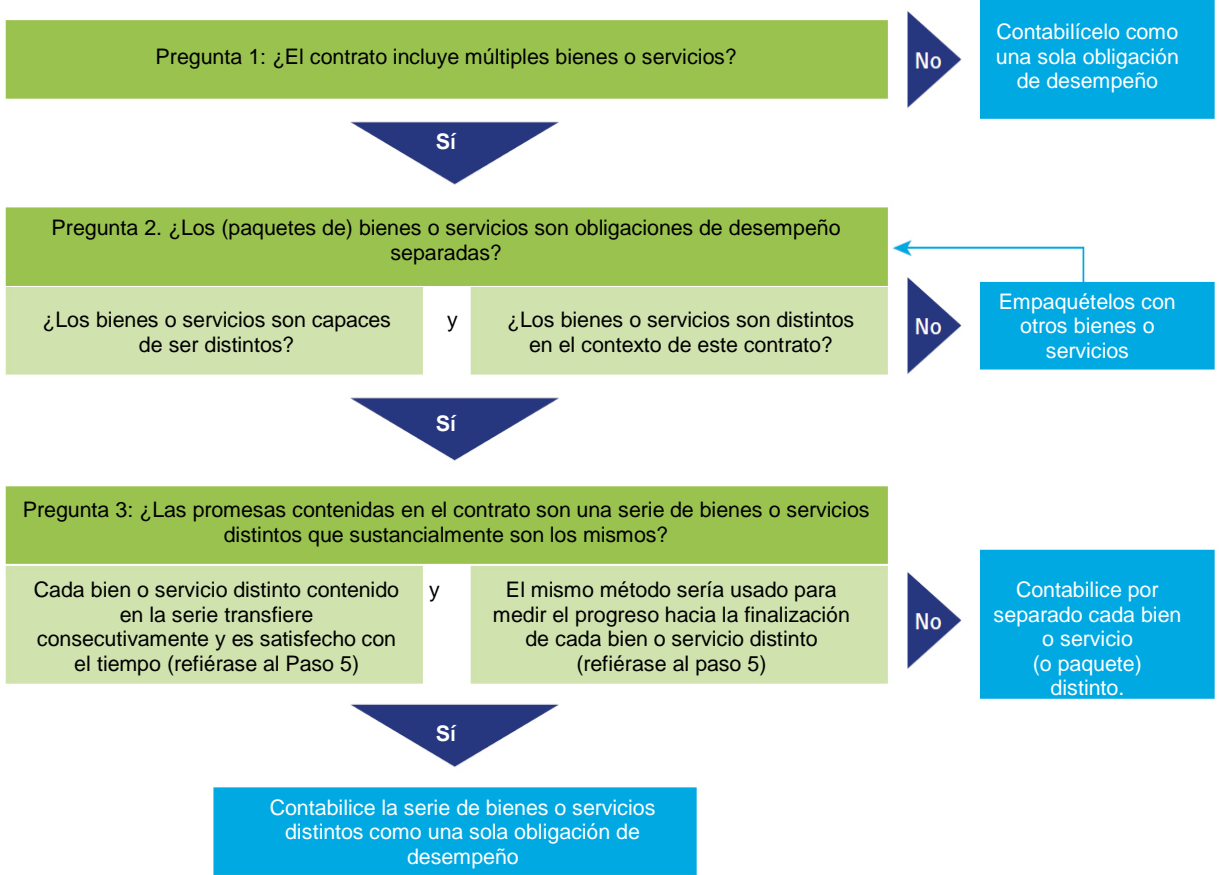 Pregunta 1: ¿El contrato incluye múltiples bienes o servicios?
No
Contabilícelo como
una sola obligación
de desempeño
Sí
Pregunta 2. ¿Los (paquetes de) bienes o servicios son obligaciones de desempeño
separadas?
¿Los bienes o servicios son capaces
de ser distintos?
y
¿Los bienes o servicios son distintos
en el contexto de este contrato?
No
Empaquételos con
otros bienes o
servicios
Sí
Pregunta 3: ¿Las promesas contenidas en el contrato son una serie de bienes o servicios
distintos que sustancialmente son los mismos?
Cada bien o servicio distinto contenido
en la serie transfiere
consecutivamente y es satisfecho con
el tiempo (refiérase al Paso 5)
y
El mismo método sería usado para
medir el progreso hacia la finalización
de cada bien o servicio distinto
(refiérase al paso 5)
No
Contabilice por
separado cada bien
o servicio
(o paquete)
distinto.
Sí
Contabilice la serie de bienes o servicios
distintos como una sola obligación de
desempeño